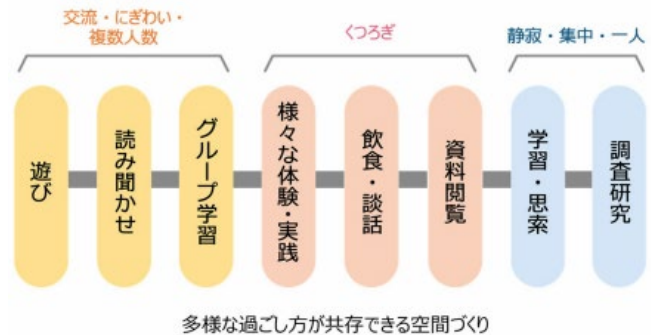 交流・にぎわい・
複数人数
くつろぎ
静寂・集中・一人
遊び
読み聞かせ
グループ学習
様々な体験・実践
飲食・談話
資料閲覧
学習・思索
調査研究
多様な過ごし方が共存できる空間づくり